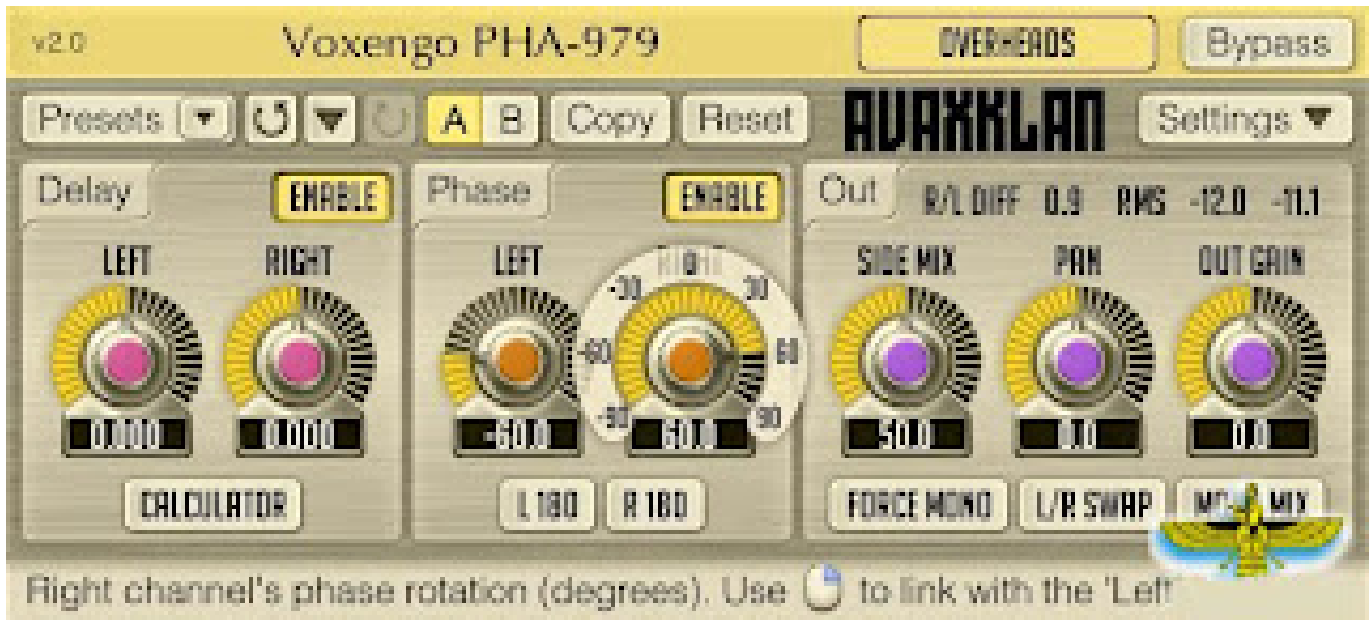 v2.0 Voxengo PHA-979 OVERHEADS Bypass
Presets A B Copy Reset AVAXKLAN Settings
Delay ENABLE Phase ENABLE Out R/L DIFF 0.9 RMS -12.0 -11.1
LEFT RIGHT LEFT 0 SIDE MIX PAN OUT GAIN
-30 30
-60 60
-90 90
0.000 0.000 -60.0 60.0 0.0 0.0
CALCULATOR L 180 R 180 FORCE MONO L/R SWAP MIX
Right channel's phase rotation (degrees). Use to link with the 'Left'